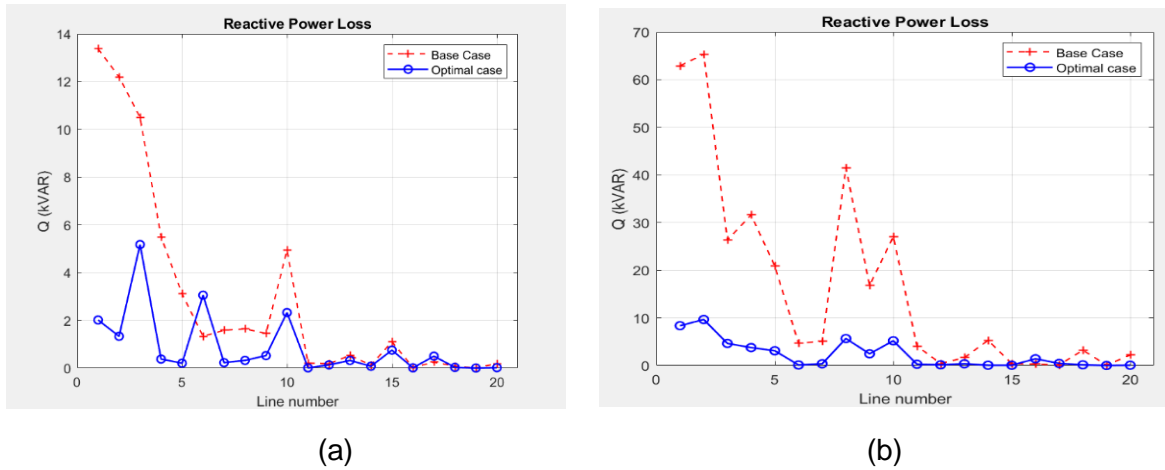 Reactive Power Loss
14
12
10
8
6
4
2
0
Q (kVAR)
Base Case
Optimal case
0 5 10 15 20
Line number
(a)
Reactive Power Loss
70
60
50
40
30
20
10
0
Q (kVAR)
Base Case
Optimal case
0 5 10 15 20
Line number
(b)